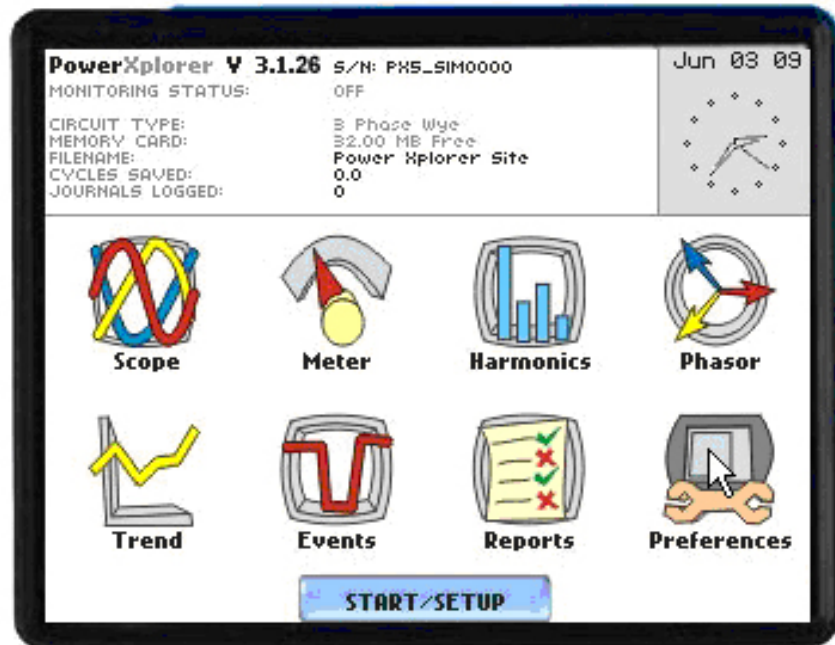 PowerXplorer V 3.1.26 S/N: PX5_SIM0000
Jun 03 09
MONITORING STATUS: OFF
CIRCUIT TYPE: 3 Phase Wye
MEMORY CARD: 32.00 MB Free
FILENAME: Power Xplorer Site
CYCLES SAVED: 0.0
JOURNALS LOGGED: 0
Scope Meter Harmonics Phasor
Trend Events Reports Preferences
START/SETUP